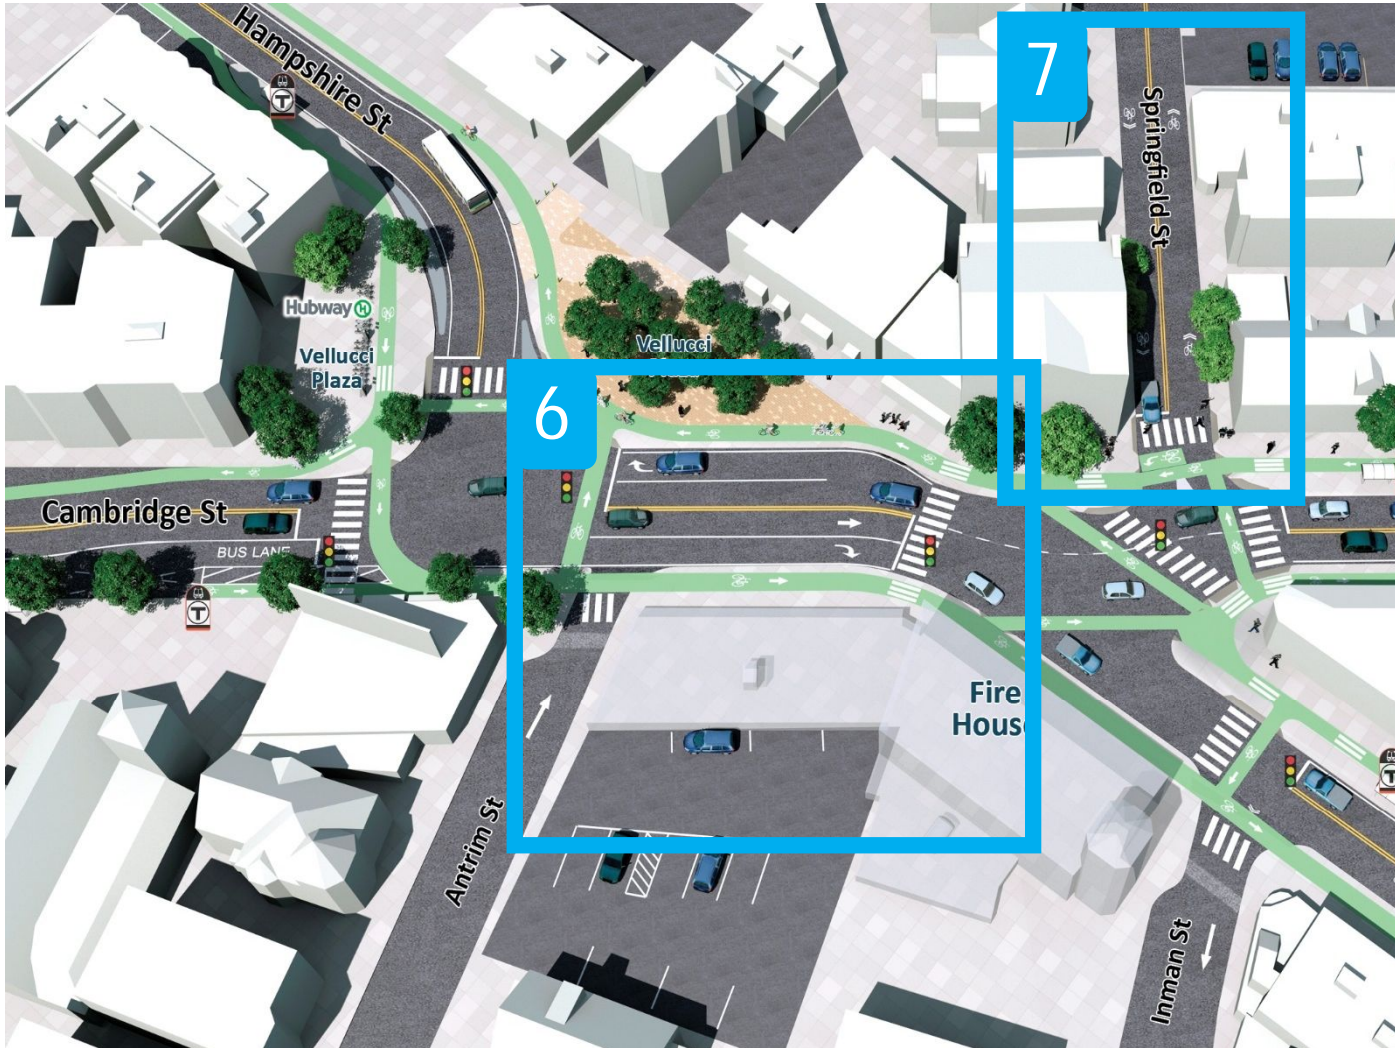 Hampshire St
T
7
Springfield St
Hubway H
Vellucci
Plaza
Vellucci
6
Cambridge St
BUS LANE
T
Fire
House
T
Antrim St
Inman St